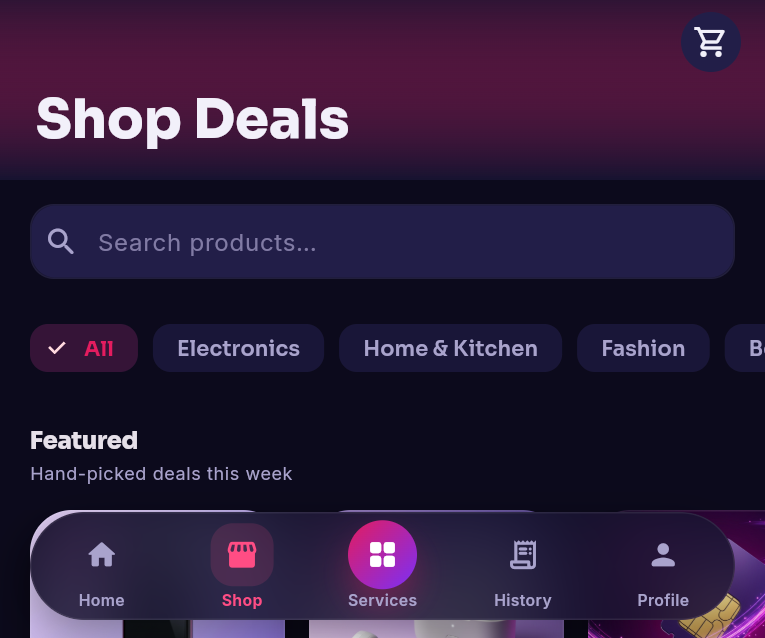 Shop Deals
Search products...
All
Electronics
Home & Kitchen
Fashion
Featured
Hand-picked deals this week
Home
Shop
Services
History
Profile